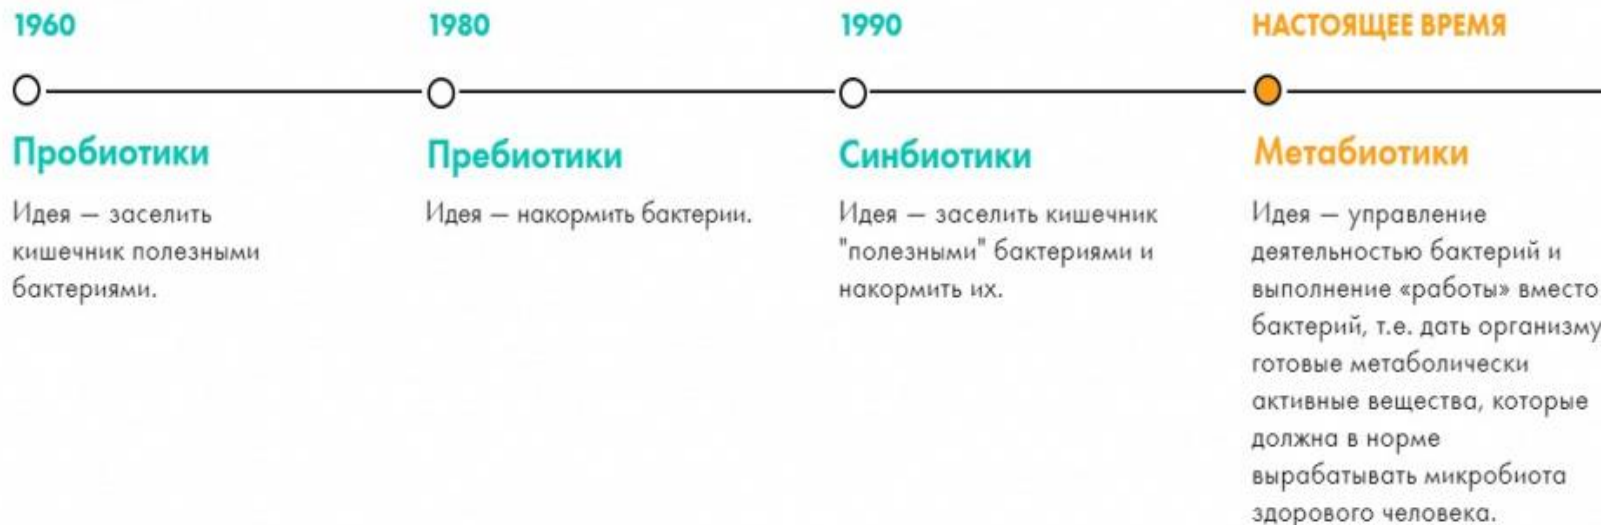 1960
Пробиотики
Идея — заселить
кишечник полезными
бактериями.
1980
Пребиотики
Идея — накормить бактерии.
1990
Синбиотики
Идея — заселить кишечник
"полезными" бактериями и
накормить их.
НАСТОЯЩЕЕ ВРЕМЯ
Метабиотики
Идея — управление
деятельностью бактерий и
выполнение «работы» вместо
бактерий, т.е. дать организму
готовые метаболически
активные вещества, которые
должна в норме
вырабатывать микробиота
здорового человека.